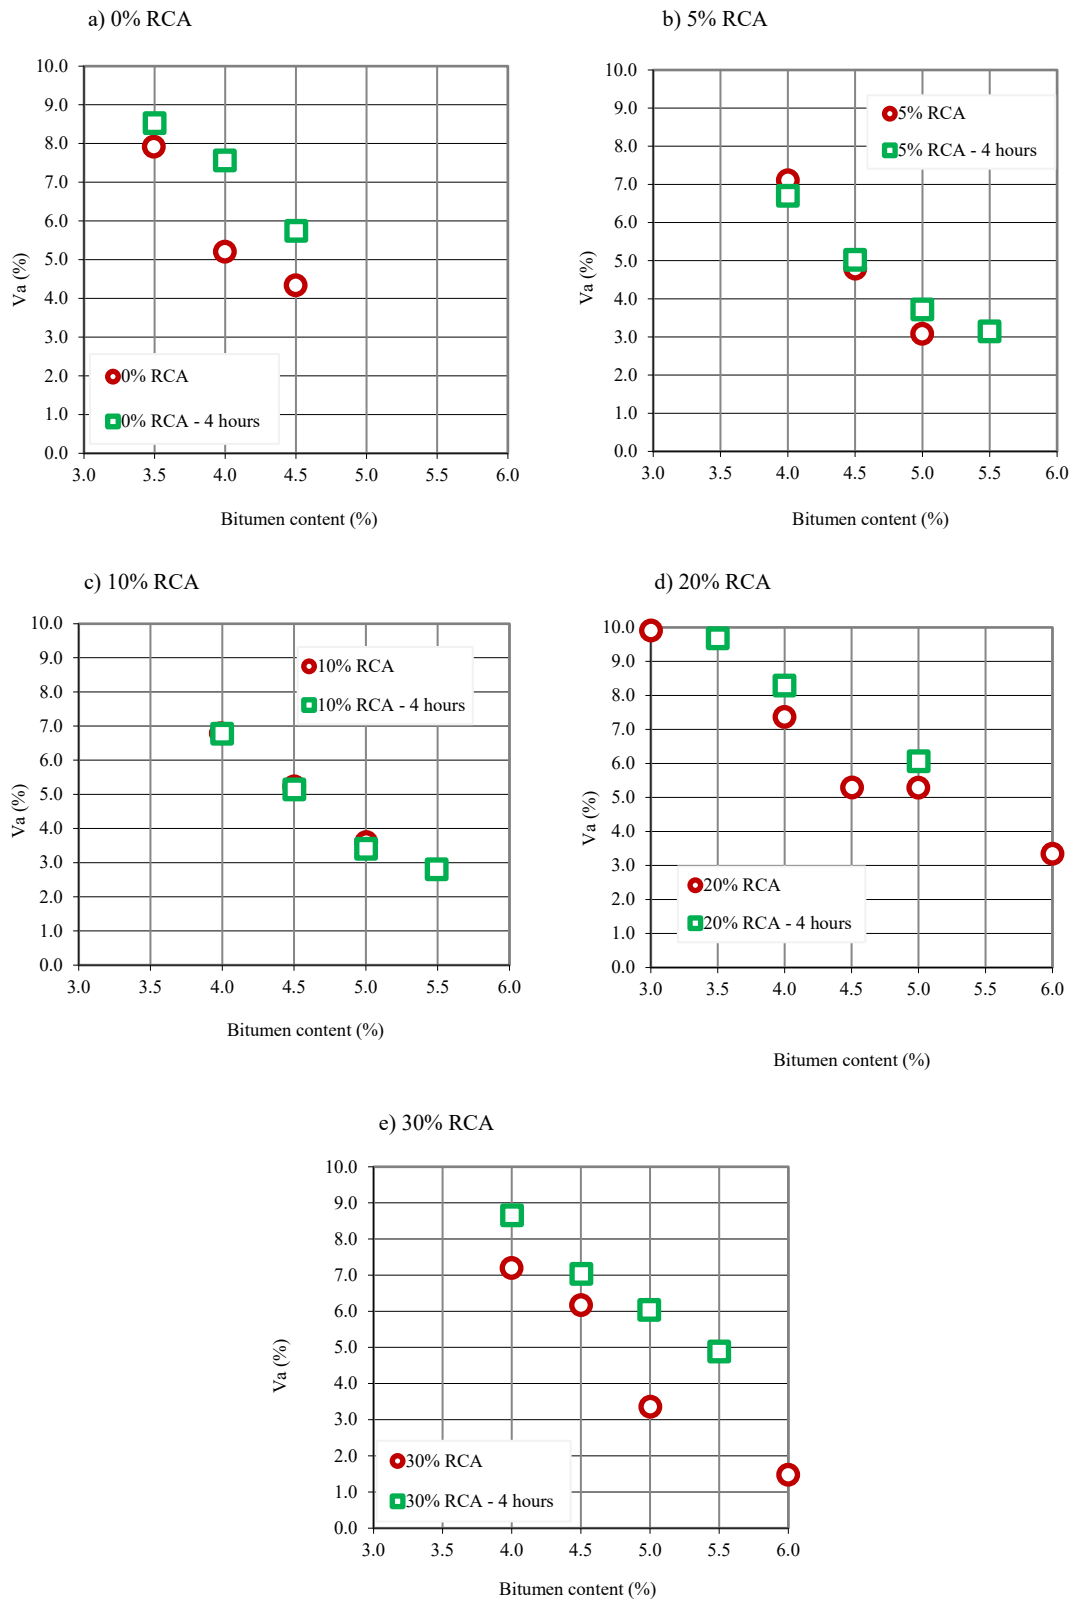 a) 0% RCA
10.0
9.0
8.0
7.0
6.0
5.0
4.0
3.0
2.0
1.0
0.0
Va (%)
0% RCA
0% RCA - 4 hours
3.0 3.5 4.0 4.5 5.0 5.5 6.0
Bitumen content (%)
b) 5% RCA
10.0
9.0
8.0
7.0
6.0
5.0
4.0
3.0
2.0
1.0
0.0
Va (%)
5% RCA
5% RCA - 4 hours
3.0 3.5 4.0 4.5 5.0 5.5 6.0
Bitumen content (%)
c) 10% RCA
10.0
9.0
8.0
7.0
6.0
5.0
4.0
3.0
2.0
1.0
0.0
Va (%)
10% RCA
10% RCA - 4 hours
3.0 3.5 4.0 4.5 5.0 5.5 6.0
Bitumen content (%)
d) 20% RCA
10.0
9.0
8.0
7.0
6.0
5.0
4.0
3.0
2.0
1.0
0.0
Va (%)
20% RCA
20% RCA - 4 hours
3.0 3.5 4.0 4.5 5.0 5.5 6.0
Bitumen content (%)
e) 30% RCA
10.0
9.0
8.0
7.0
6.0
5.0
4.0
3.0
2.0
1.0
0.0
Va (%)
30% RCA
30% RCA - 4 hours
3.0 3.5 4.0 4.5 5.0 5.5 6.0
Bitumen content (%)